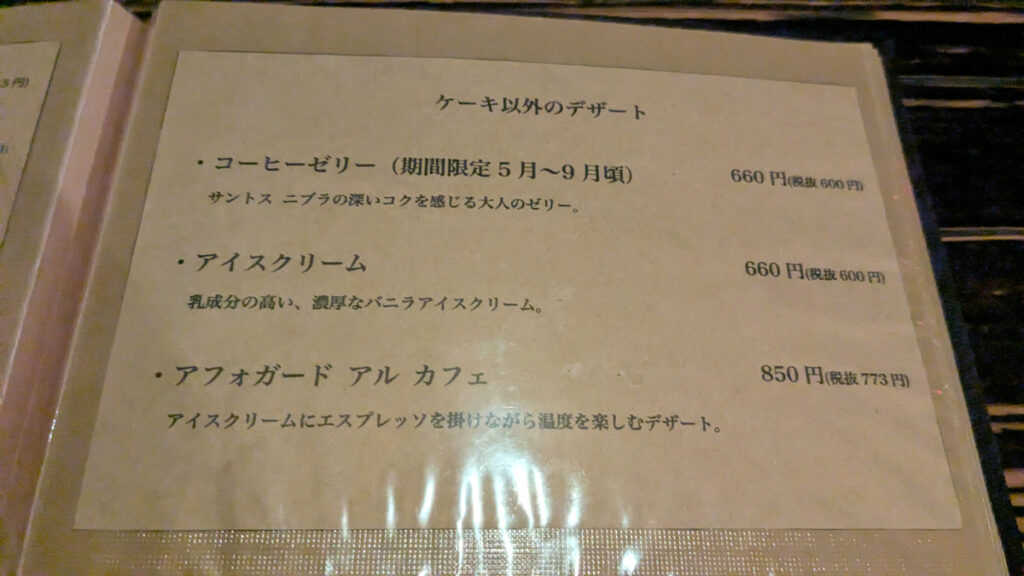 ケーキ以外のデザート
・コーヒーゼリー（期間限定5月～9月頃） 660円(税抜600円)
サントス ニブラの深いコクを感じる大人のゼリー。
・アイスクリーム 660円(税抜600円)
乳成分の高い、濃厚なバニラアイスクリーム。
・アフォガード アル カフェ 850円(税抜773円)
アイスクリームにエスプレッソを掛けながら温度を楽しむデザート。